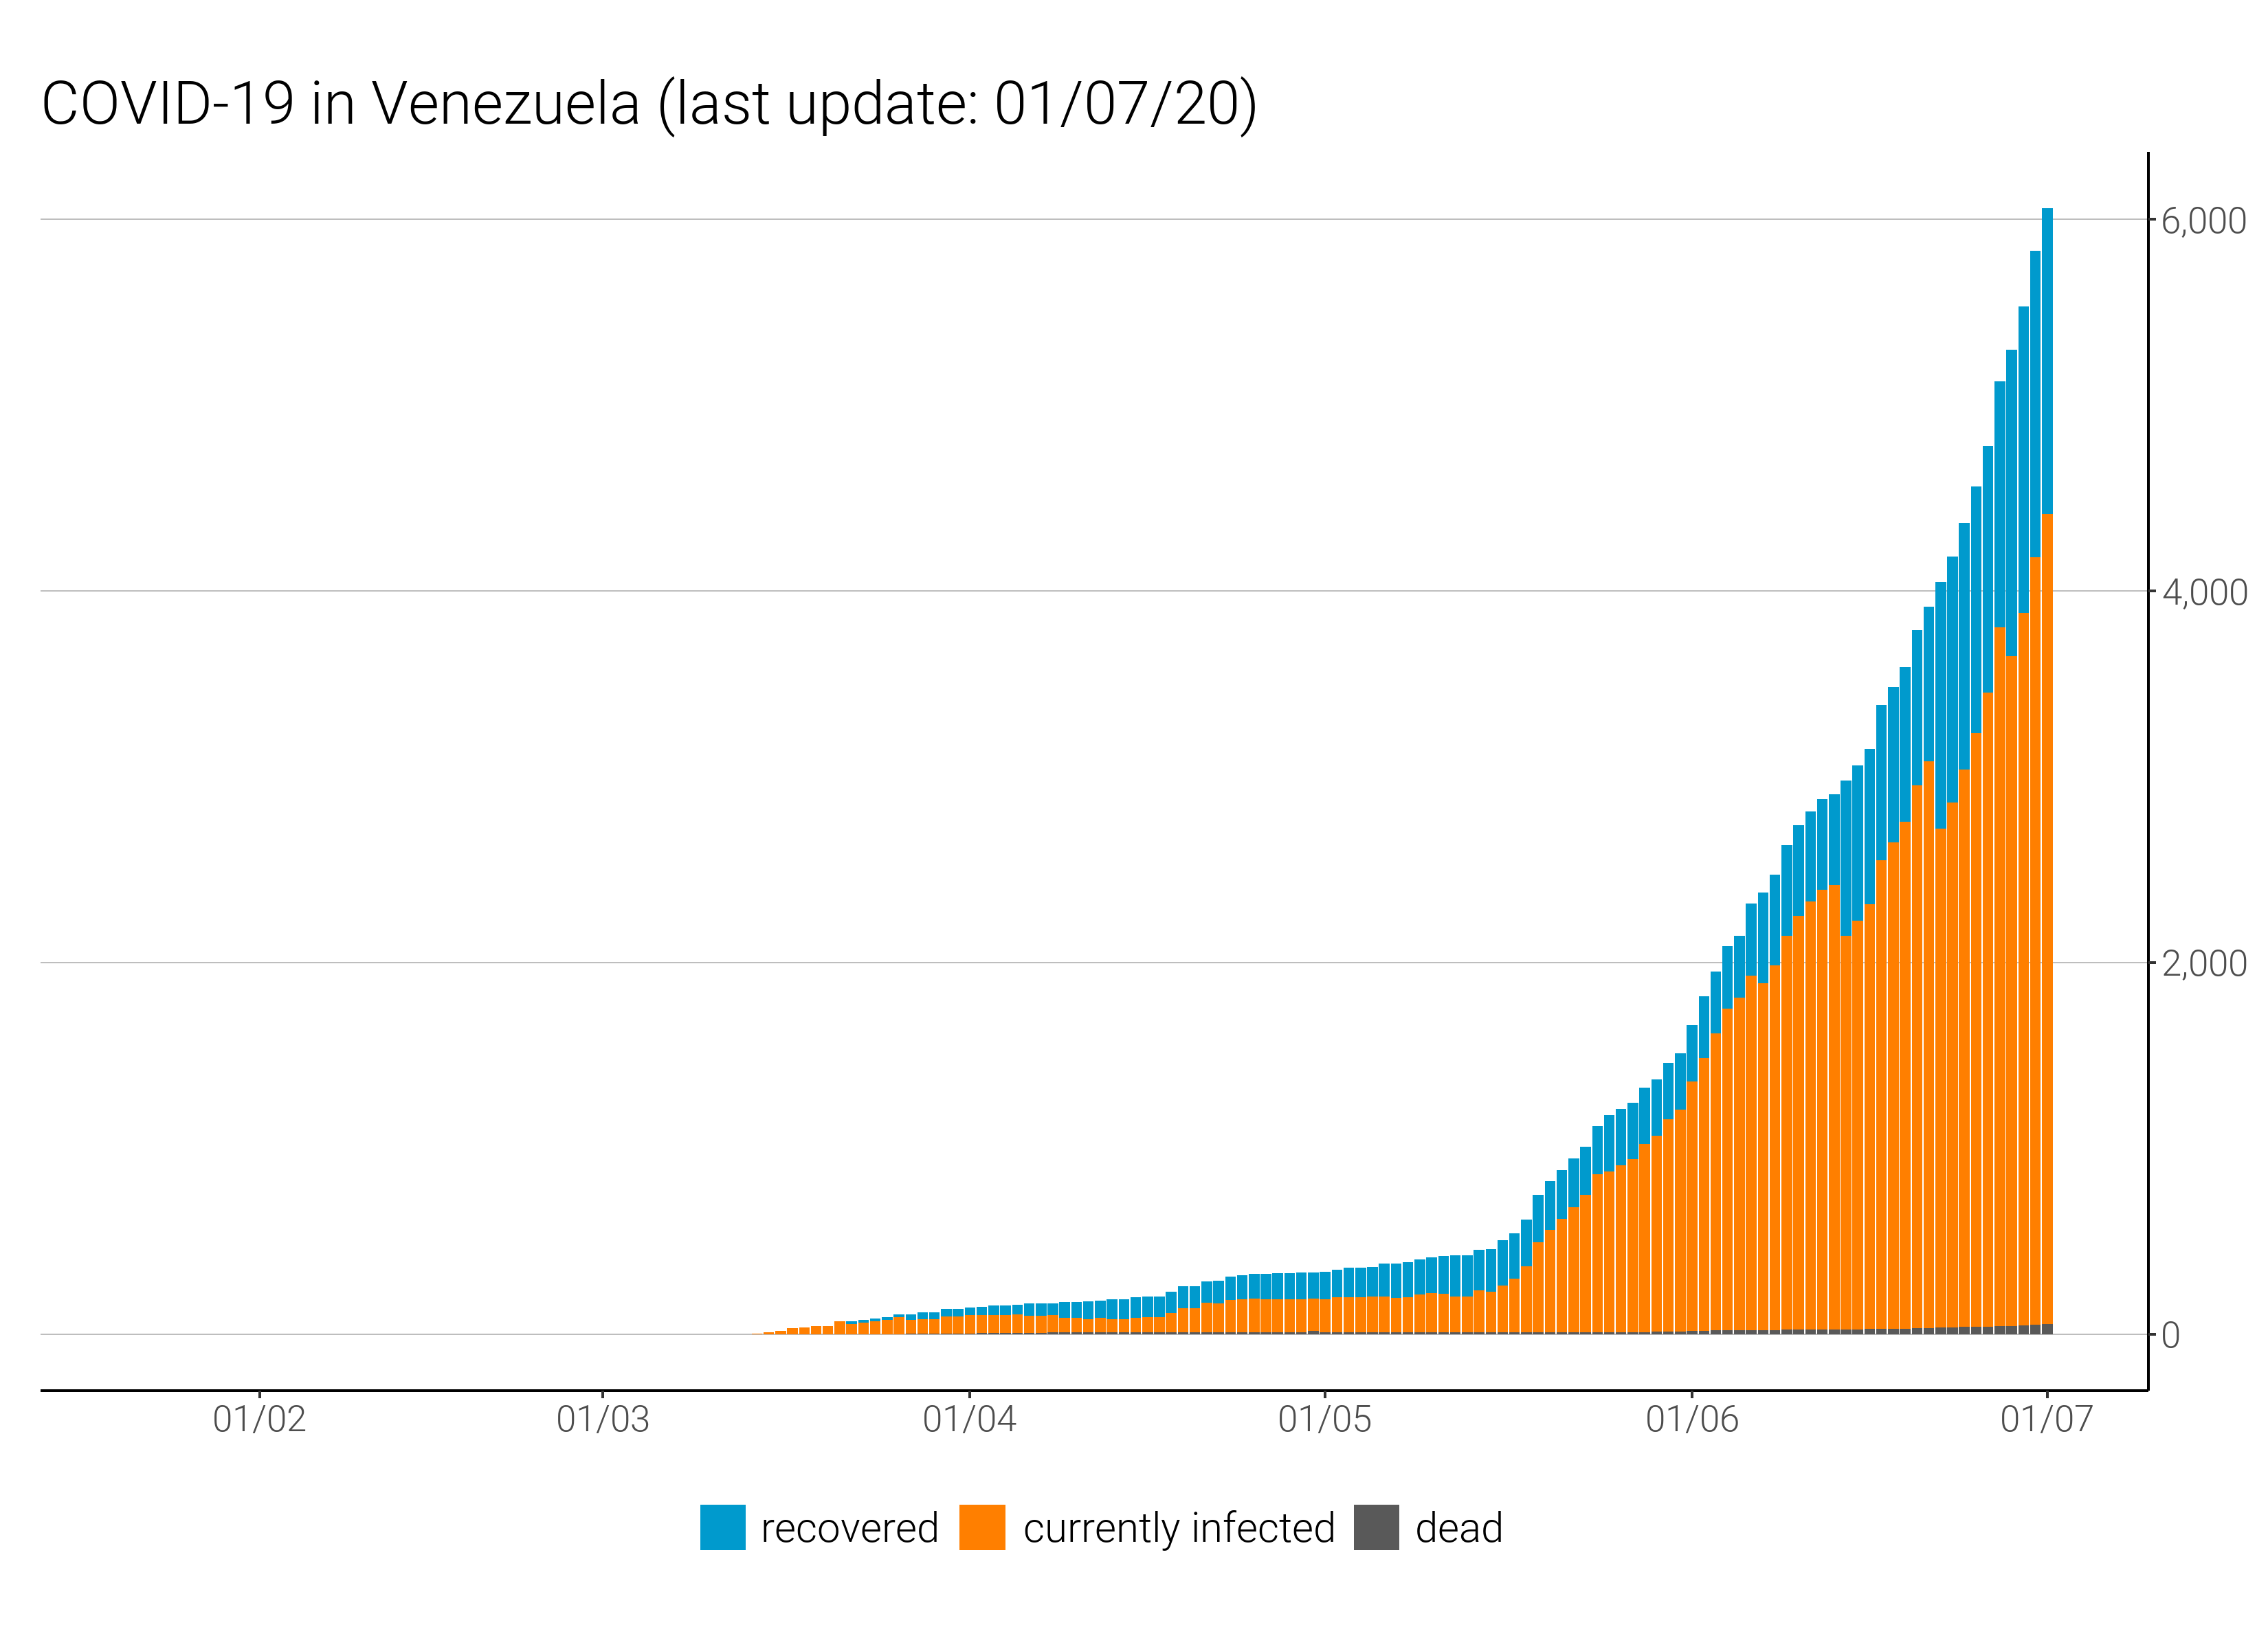 COVID-19 in Venezuela (last update: 01/07/20)
6,000
4,000
2,000
0
01/02 01/03 01/04 01/05 01/06 01/07
recovered currently infected dead